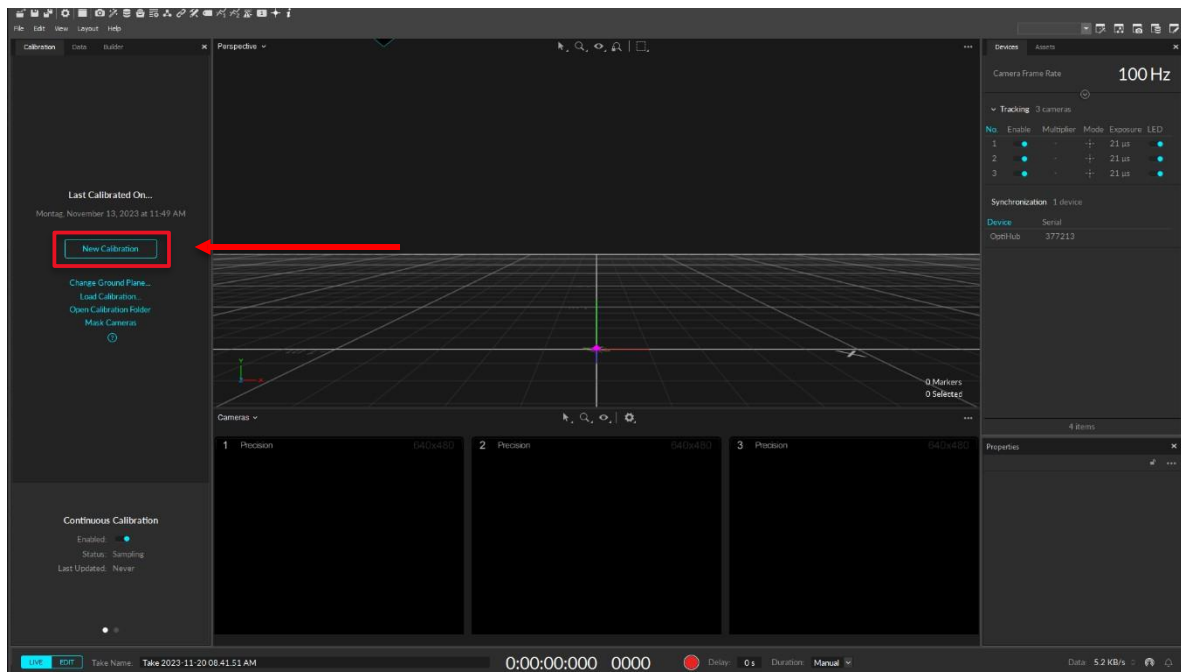 File Edit View Layout Help
Calibration Data Builder
Perspective
Devices Assets
Camera Frame Rate 100 Hz
Tracking 3 cameras
No. Enable Multiplier Mode Exposure LED
1 - 21 µs
2 - 21 µs
3 - 21 µs
Synchronization 1 device
Device Serial
OptiHub 377213
4 items
Last Calibrated On...
Montag, November 13, 2023 at 11:49 AM
New Calibration
Change Ground Plane...
Load Calibration...
Open Calibration Folder
Mask Cameras
?
Y
X
0 Markers
0 Selected
Cameras
1 Precision 640x480
2 Precision 640x480
3 Precision 640x480
Properties
Continuous Calibration
Enabled:
Status: Sampling
Last Updated: Never
LIVE EDIT Take Name: Take 2023-11-20 08.41.51 AM 0:00:00:000 0000 Delay: 0 s Duration: Manual Data: 5.2 KB/s